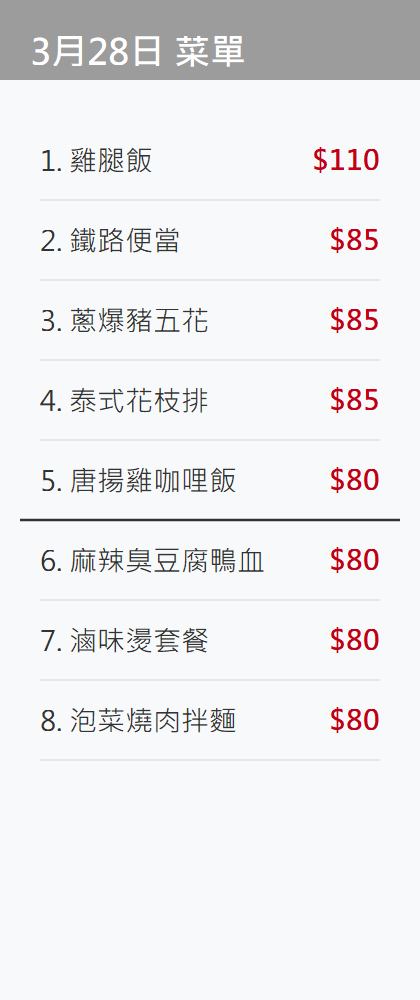 3月28日 菜單
1. 雞腿飯 $110
2. 鐵路便當 $85
3. 蔥爆豬五花 $85
4. 泰式花枝排 $85
5. 唐揚雞咖哩飯 $80
6. 麻辣臭豆腐鴨血 $80
7. 滷味燙套餐 $80
8. 泡菜燒肉拌麵 $80